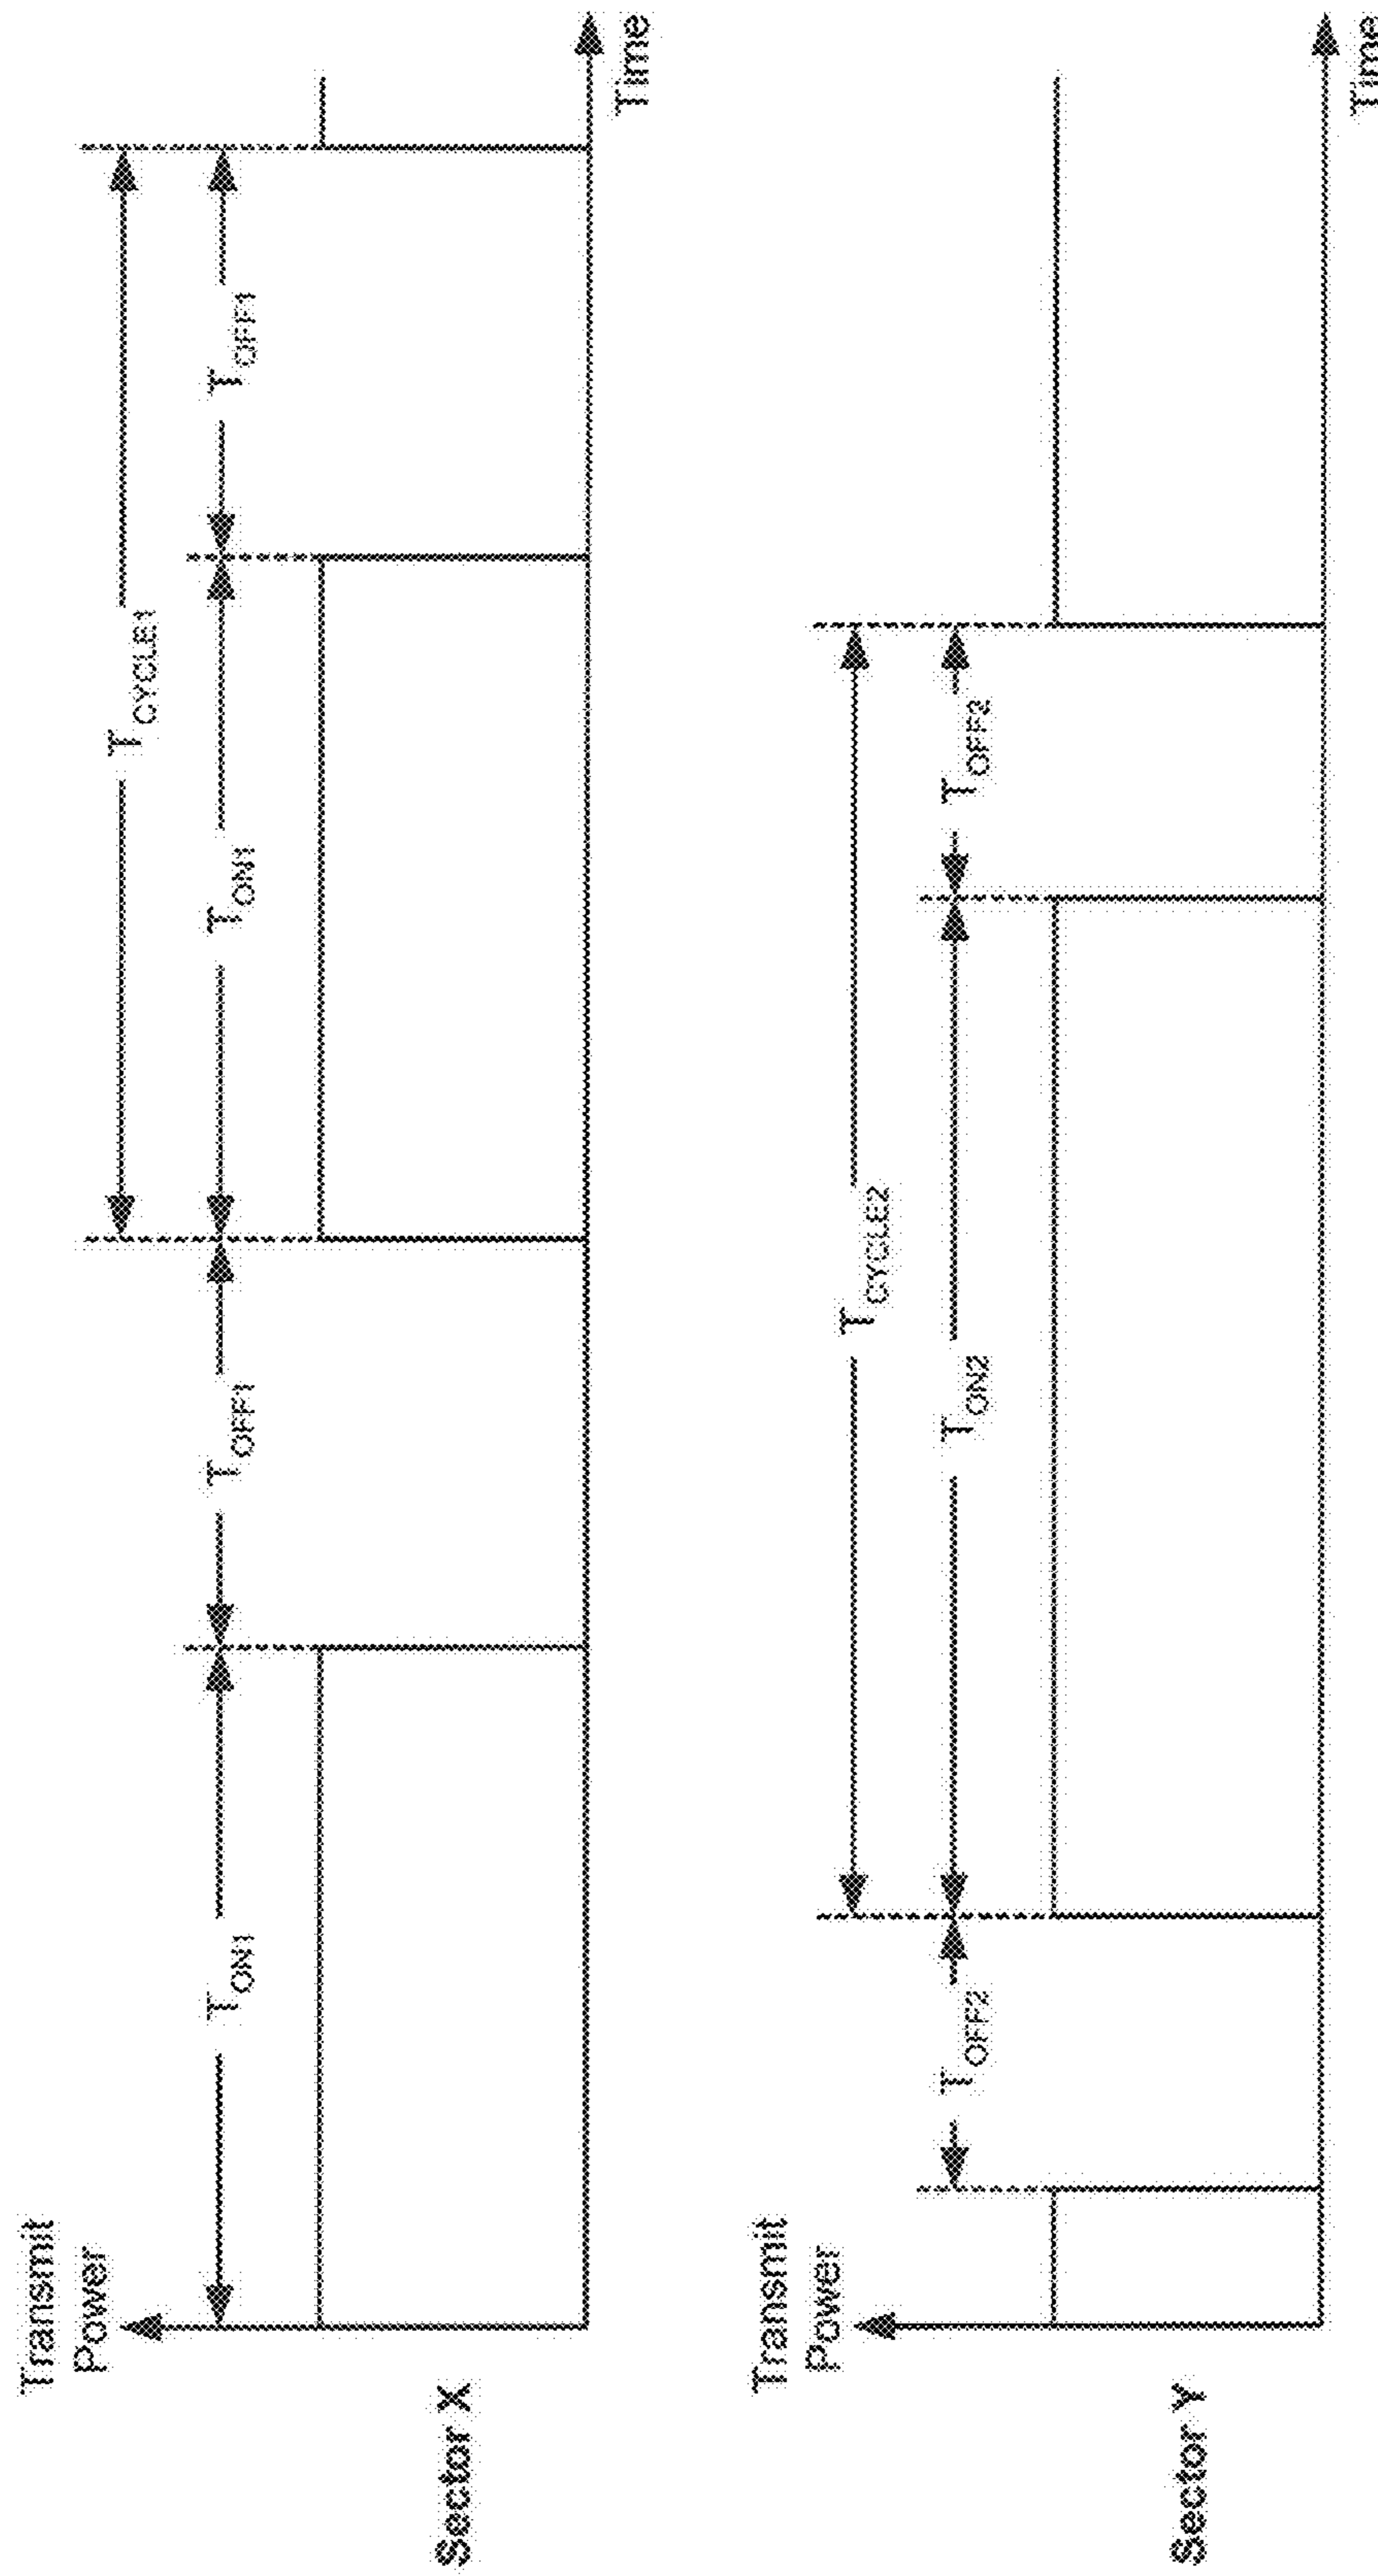 Transmit
Power
Sector X
T_ON1
T_OFF1
T_CYCLE1
T_ON1
T_OFF1
Time
Transmit
Power
Sector Y
T_OFF2
T_CYCLE2
T_ON2
T_OFF2
Time